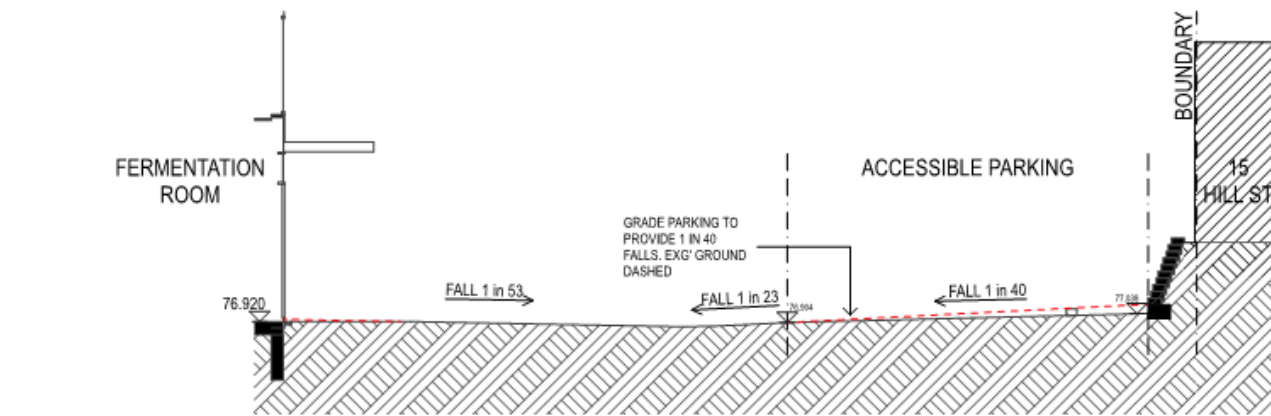 BOUNDARY
FERMENTATION
ROOM
ACCESSIBLE PARKING
15
HILL ST
GRADE PARKING TO
PROVIDE 1 IN 40
FALLS. EXG' GROUND
DASHED
76.920
FALL 1 in 53
FALL 1 in 23
FALL 1 in 40